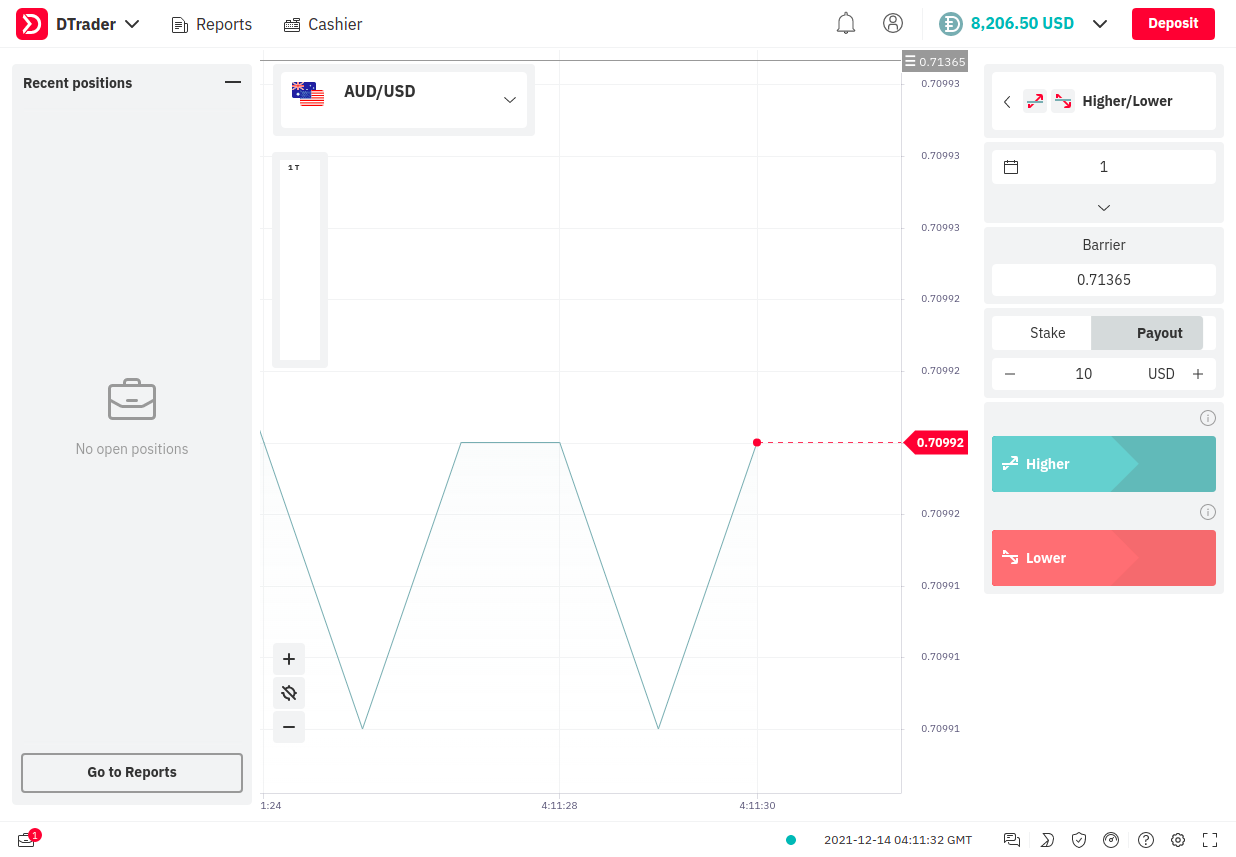 DTrader
Reports
Cashier
8,206.50 USD
Deposit
Recent positions
No open positions
Go to Reports
AUD/USD
1 T
0.71365
0.70993
0.70993
0.70993
0.70992
0.70992
0.70992
0.70992
0.70991
0.70991
0.70991
1:24
4:11:28
4:11:30
Higher/Lower
1
Barrier
0.71365
Stake
Payout
10
USD
Higher
Lower
1
2021-12-14 04:11:32 GMT